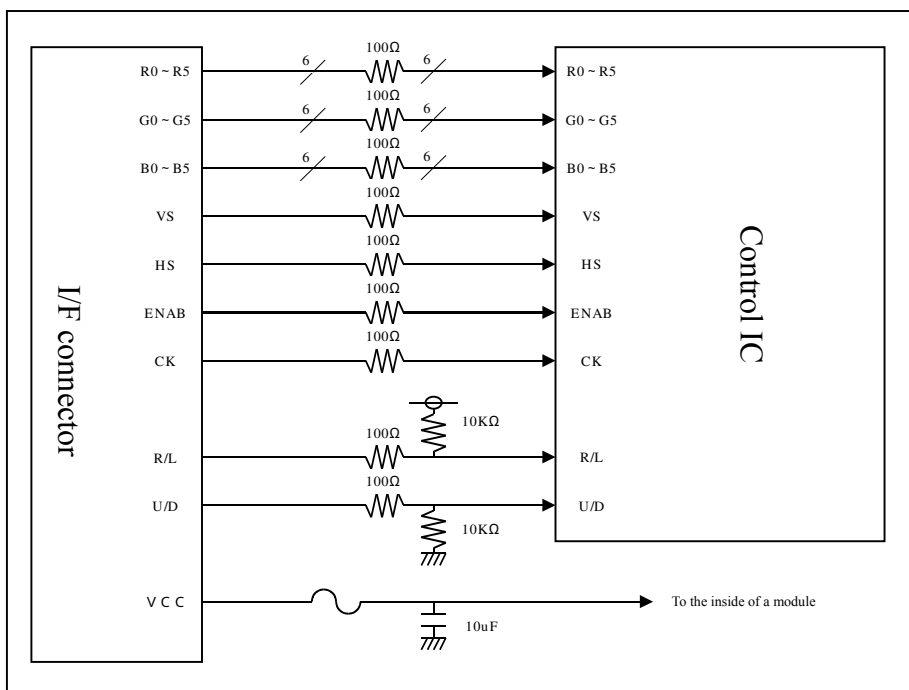 100Ω
R0 ~ R5 6 6 R0 ~ R5
100Ω
G0 ~ G5 6 6 G0 ~ G5
100Ω
B0 ~ B5 6 6 B0 ~ B5
100Ω
VS VS
100Ω
HS HS
100Ω
ENAB ENAB
100Ω
CK CK
10KΩ
100Ω
R/L R/L
100Ω
U/D U/D
10KΩ
VCC To the inside of a module
10uF
I/F connector
Control IC